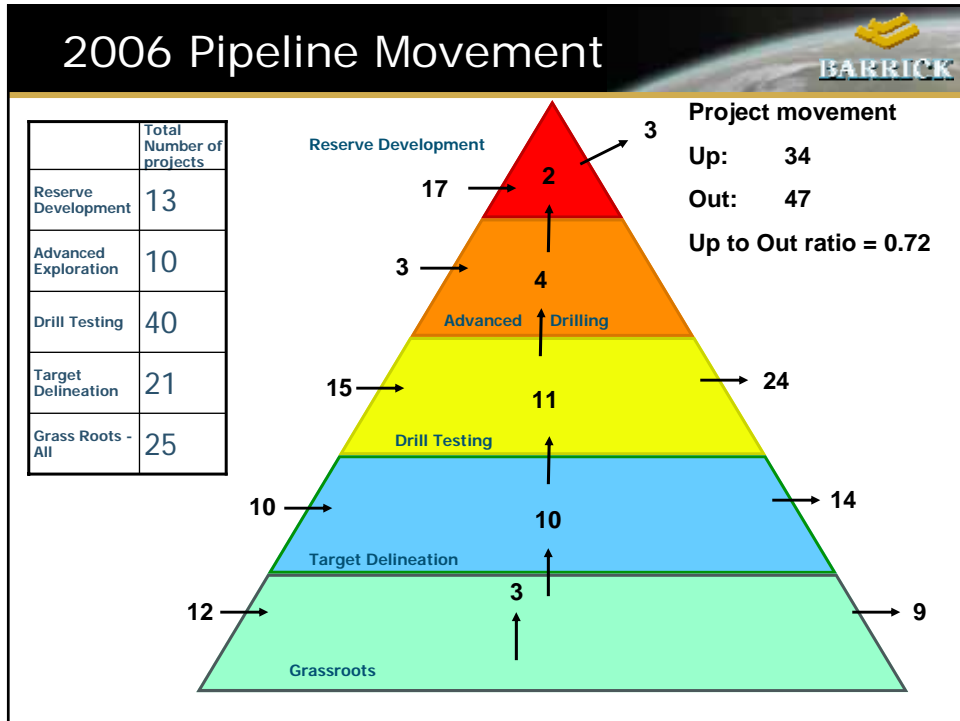 2006 Pipeline Movement
BARRICK
Total
Number of
projects
Reserve
Development 13
Advanced
Exploration 10
Drill Testing 40
Target
Delineation 21
Grass Roots -
All 25
Project movement
Up: 34
Out: 47
Up to Out ratio = 0.72
Reserve Development
3
17
2
3
4
Advanced Drilling
15
11
24
Drill Testing
10
10
14
Target Delineation
12
3
9
Grassroots